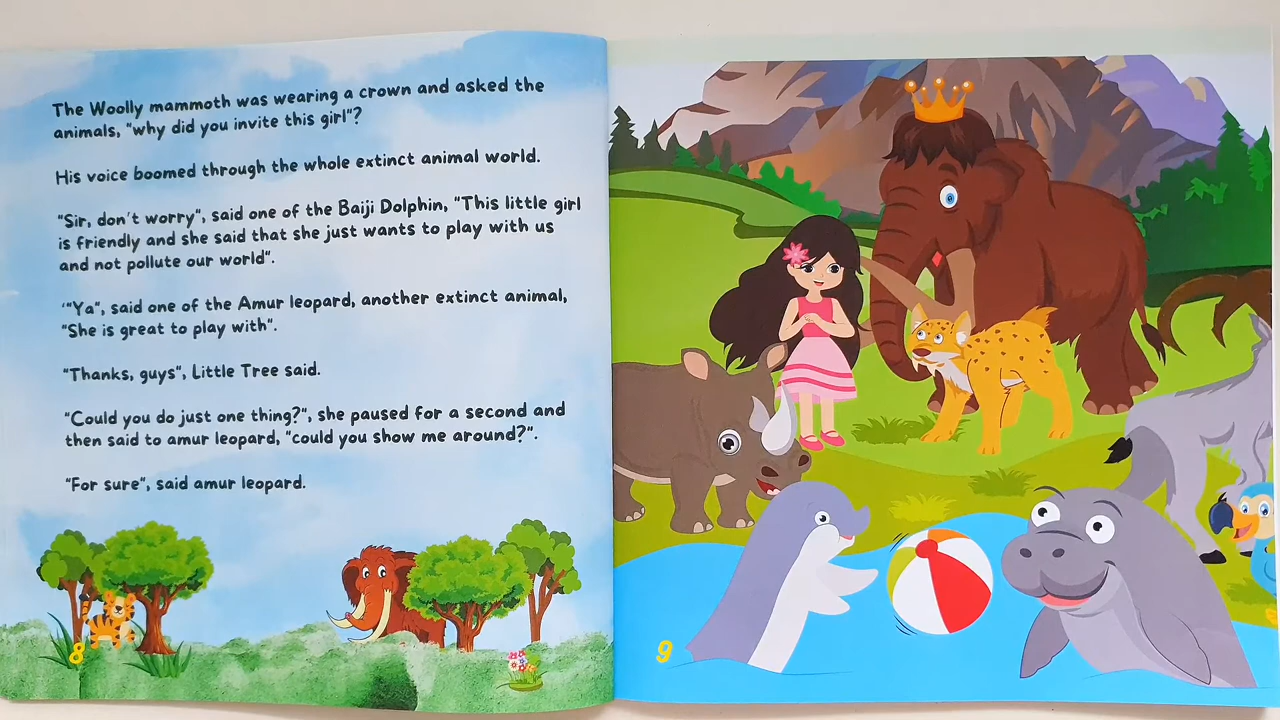 The Woolly mammoth was wearing a crown and asked the
animals, "why did you invite this girl"?
His voice boomed through the whole extinct animal world.
"Sir, don't worry", said one of the Baiji Dolphin, "This little girl
is friendly and she said that she just wants to play with us
and not pollute our world".
'"Ya", said one of the Amur leopard, another extinct animal,
"She is great to play with".
"Thanks, guys", Little Tree said.
"Could you do just one thing?", she paused for a second and
then said to amur leopard, "could you show me around?".
"For sure", said amur leopard.
8
9